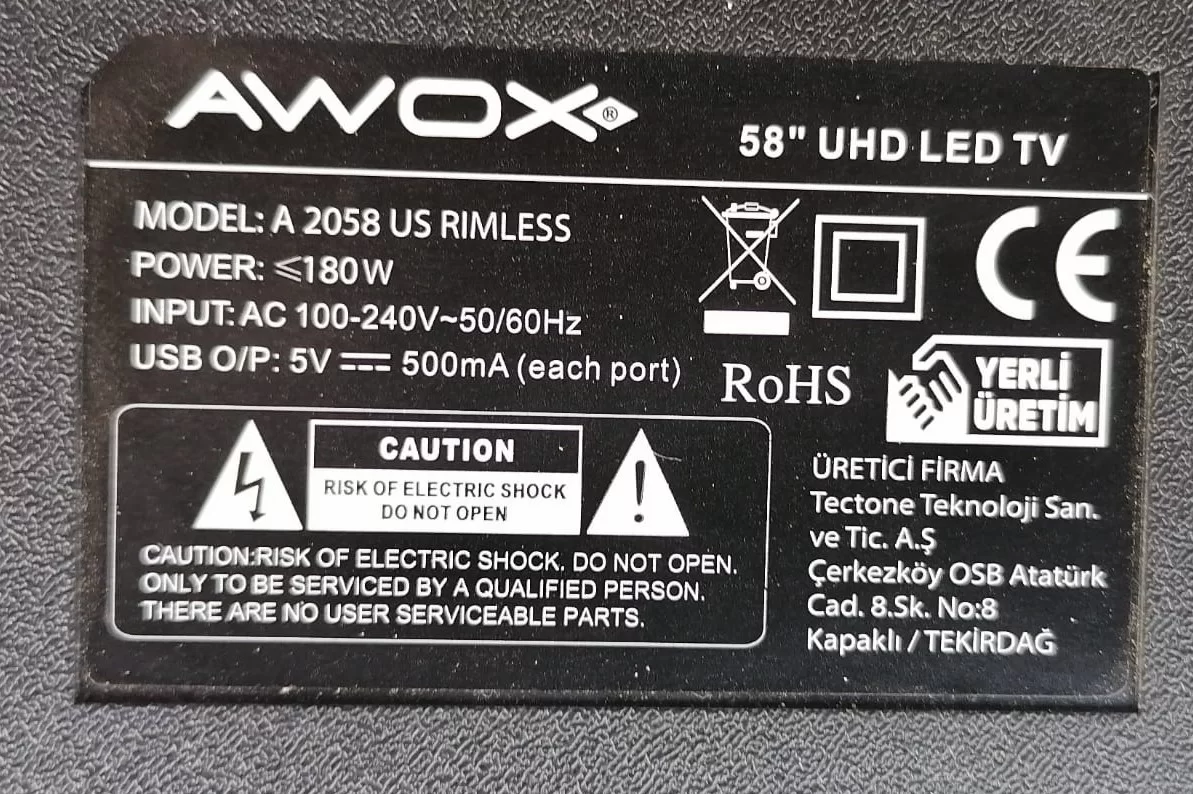 AWOX®
58" UHD LED TV
MODEL: A 2058 US RIMLESS
POWER: ⩽180W
INPUT: AC 100-240V~50/60Hz
USB O/P: 5V ⎓ 500mA (each port)
CE
RoHS
YERLİ
ÜRETİM
CAUTION
RISK OF ELECTRIC SHOCK
DO NOT OPEN
CAUTION:RISK OF ELECTRIC SHOCK. DO NOT OPEN.
ONLY TO BE SERVICED BY A QUALIFIED PERSON.
THERE ARE NO USER SERVICEABLE PARTS.
ÜRETİCİ FİRMA
Tectone Teknoloji San.
ve Tic. A.Ş
Çerkezköy OSB Atatürk
Cad. 8.Sk. No:8
Kapaklı / TEKİRDAĞ